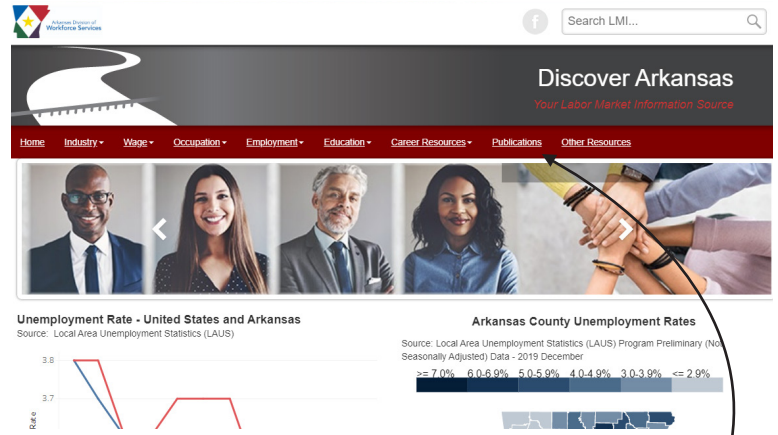 Arkansas Division of
Workforce Services
f
Search LMI...
Discover Arkansas
Your Labor Market Information Source
Home Industry Wage Occupation Employment Education Career Resources Publications Other Resources
Unemployment Rate - United States and Arkansas
Source: Local Area Unemployment Statistics (LAUS)
3.8
3.7
Rate
Arkansas County Unemployment Rates
Source: Local Area Unemployment Statistics (LAUS) Program Preliminary (Not
Seasonally Adjusted) Data - 2019 December
>= 7.0% 6.0-6.9% 5.0-5.9% 4.0-4.9% 3.0-3.9% <= 2.9%